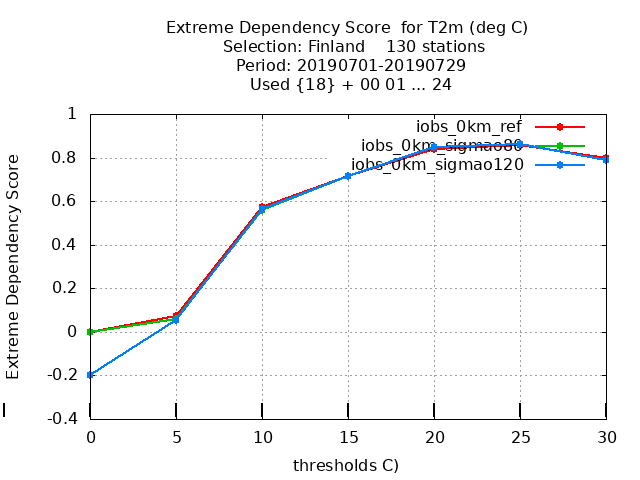 Extreme Dependency Score  for T2m (deg C)
Selection: Finland    130 stations
Period: 20190701-20190729
Used {18} + 00 01 ... 24
iobs_0km_ref
iobs_0km_sigmao80
iobs_0km_sigmao120
Extreme Dependency Score
1
0.8
0.6
0.4
0.2
0
-0.2
-0.4
0 5 10 15 20 25 30
thresholds C)